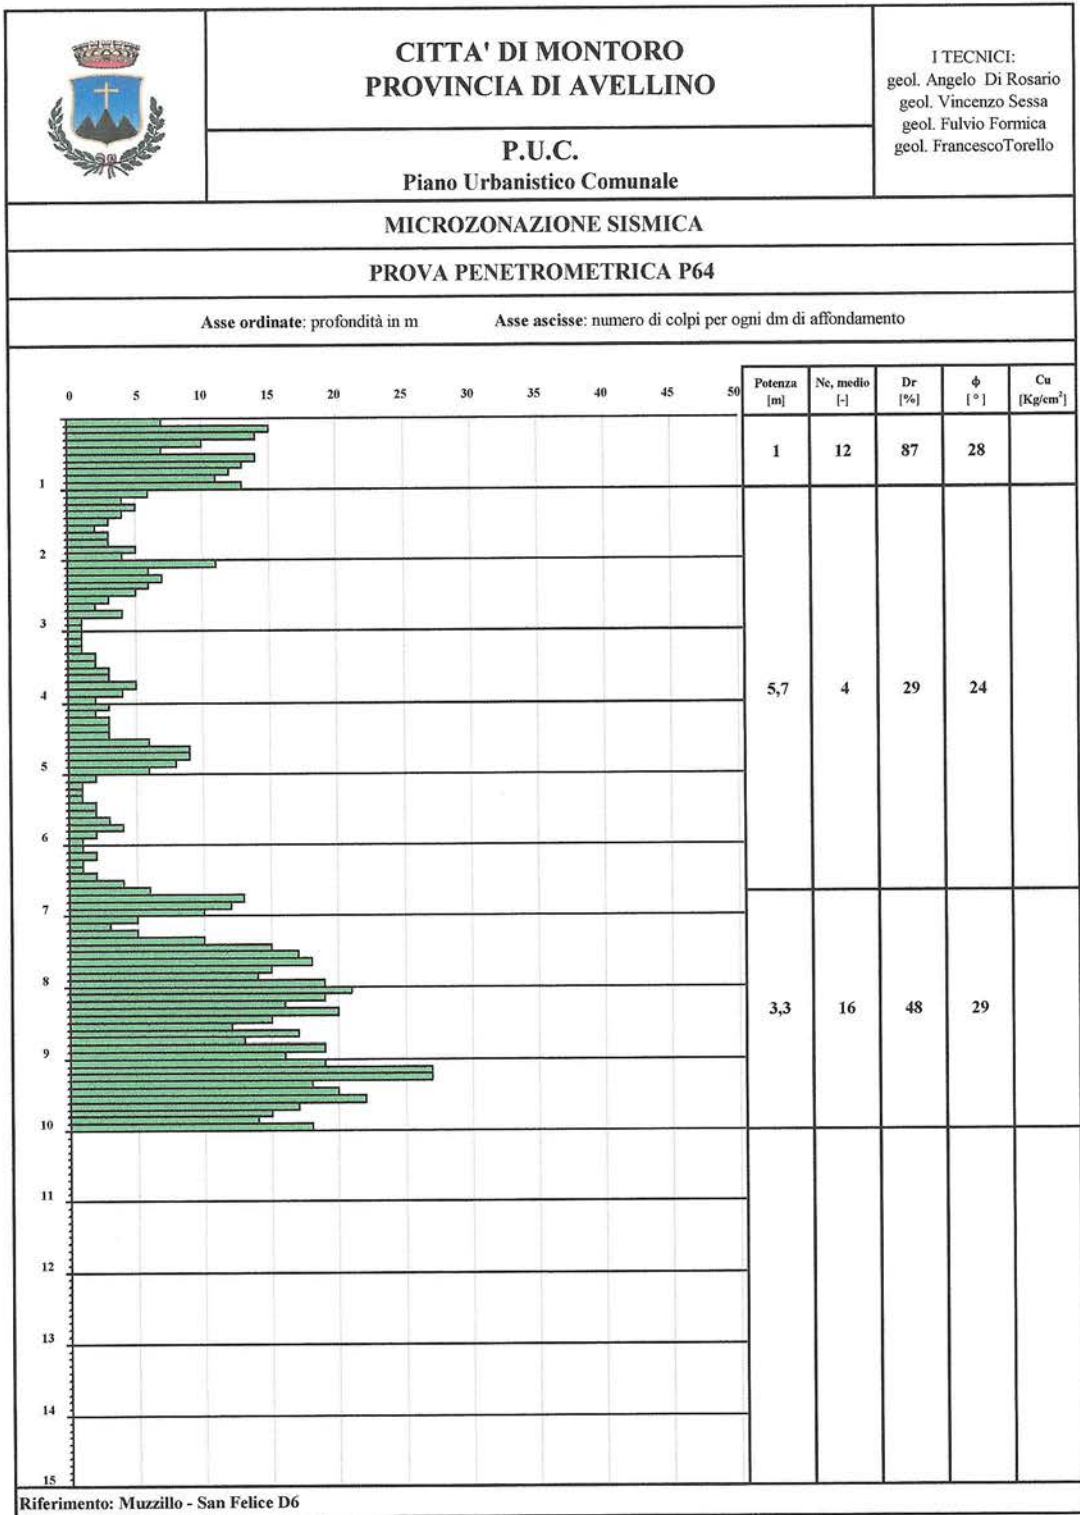 CITTA' DI MONTORO
PROVINCIA DI AVELLINO
I TECNICI:
geol. Angelo Di Rosario
geol. Vincenzo Sessa
geol. Fulvio Formica
geol. FrancescoTorello
P.U.C.
Piano Urbanistico Comunale
MICROZONAZIONE SISMICA
PROVA PENETROMETRICA P64
Asse ordinate: profondità in m Asse ascisse: numero di colpi per ogni dm di affondamento
0 5 10 15 20 25 30 35 40 45 50
Potenza [m] Nc, medio [-] Dr [%] ϕ [°] Cu [Kg/cm²]
1 12 87 28
1
2
3
4
5,7 4 29 24
5
6
7
8
3,3 16 48 29
9
10
11
12
13
14
15
Riferimento: Muzzillo - San Felice D6